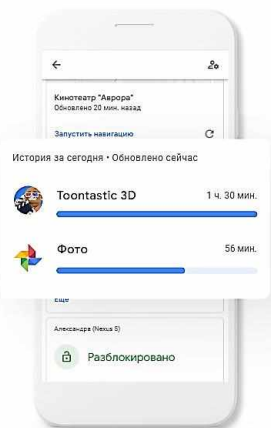 Кинотеатр "Аврора"
Обновлено 20 мин. назад
Запустить навигацию
История за сегодня • Обновлено сейчас
Toontastic 3D 1 ч. 30 мин.
Фото 56 мин.
Еще
Александра (Nexus 5)
Разблокировано